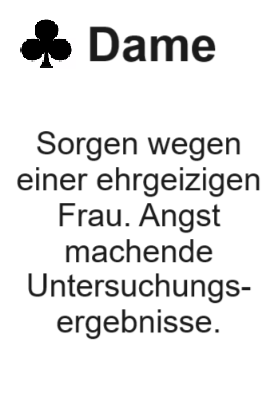 ♣ Dame
Sorgen wegen
einer ehrgeizigen
Frau. Angst
machende
Untersuchungs-
ergebnisse.